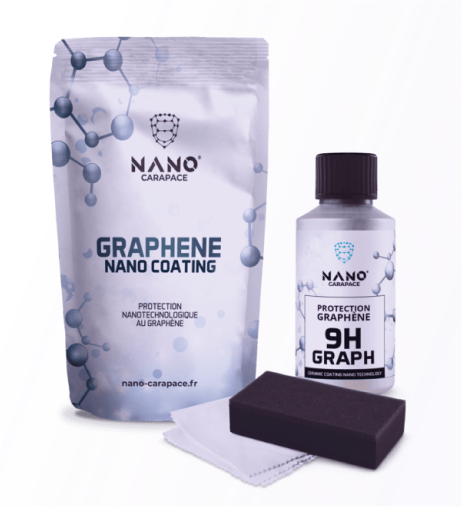 NANO®
CARAPACE
GRAPHENE
NANO COATING
PROTECTION
NANOTECHNOLOGIQUE
AU GRAPHÈNE
nano-carapace.fr
NANO®
CARAPACE
PROTECTION
GRAPHÈNE
9H
GRAPH
CERAMIC COATING NANO TECHNOLOGY